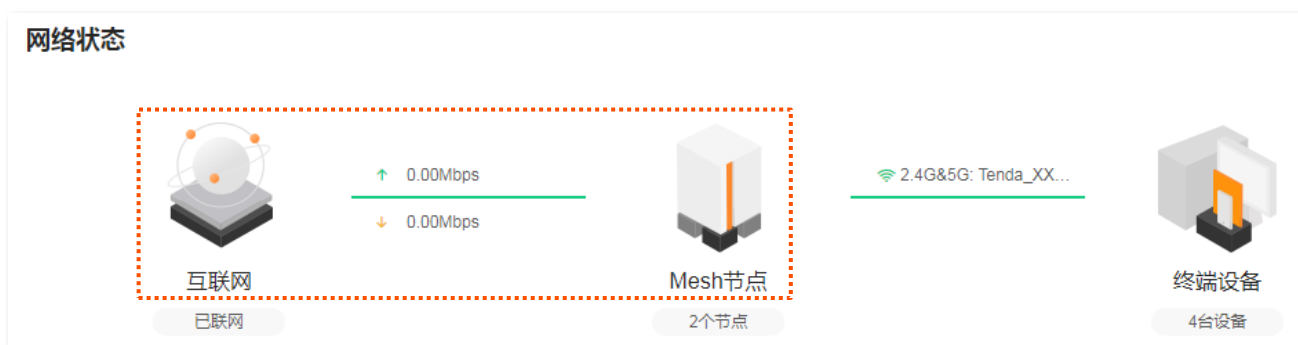 网络状态
↑ 0.00Mbps
↓ 0.00Mbps
2.4G&5G: Tenda_XX...
互联网
Mesh节点
终端设备
已联网
2个节点
4台设备